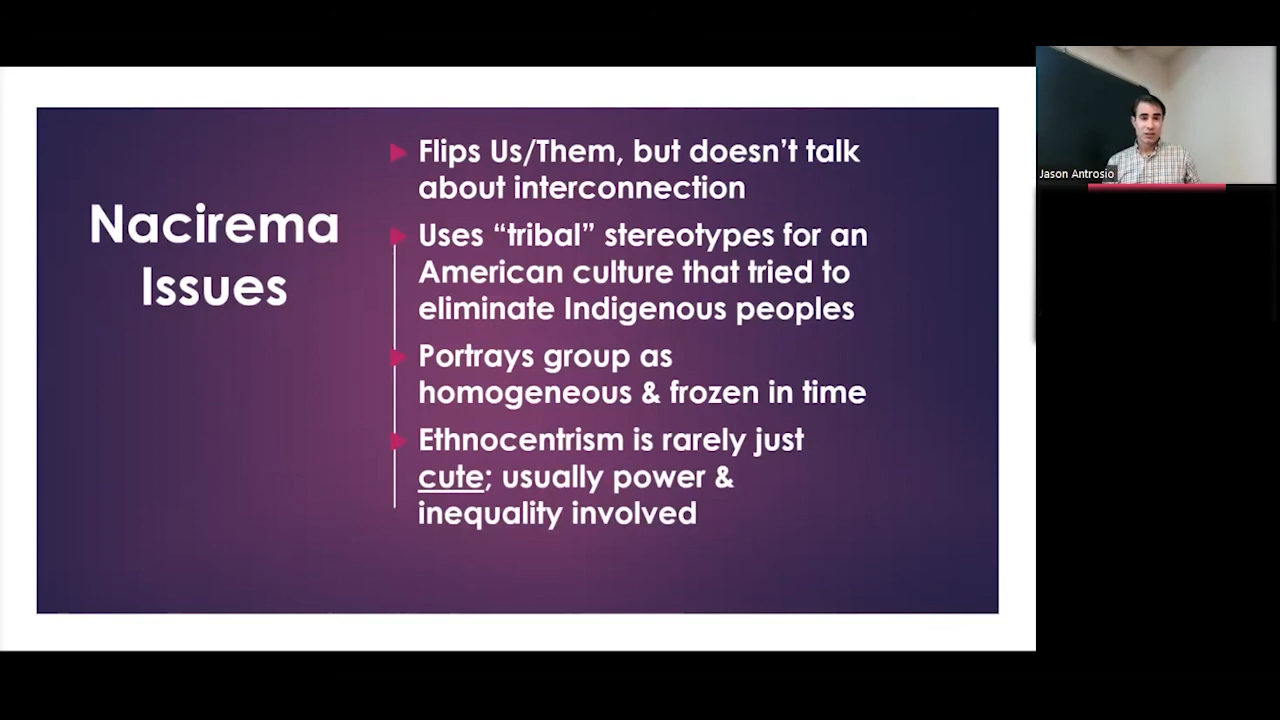 Nacirema
Issues
Flips Us/Them, but doesn’t talk
about interconnection
Uses “tribal” stereotypes for an
American culture that tried to
eliminate Indigenous peoples
Portrays group as
homogeneous & frozen in time
Ethnocentrism is rarely just
cute; usually power &
inequality involved
Jason Antrosio